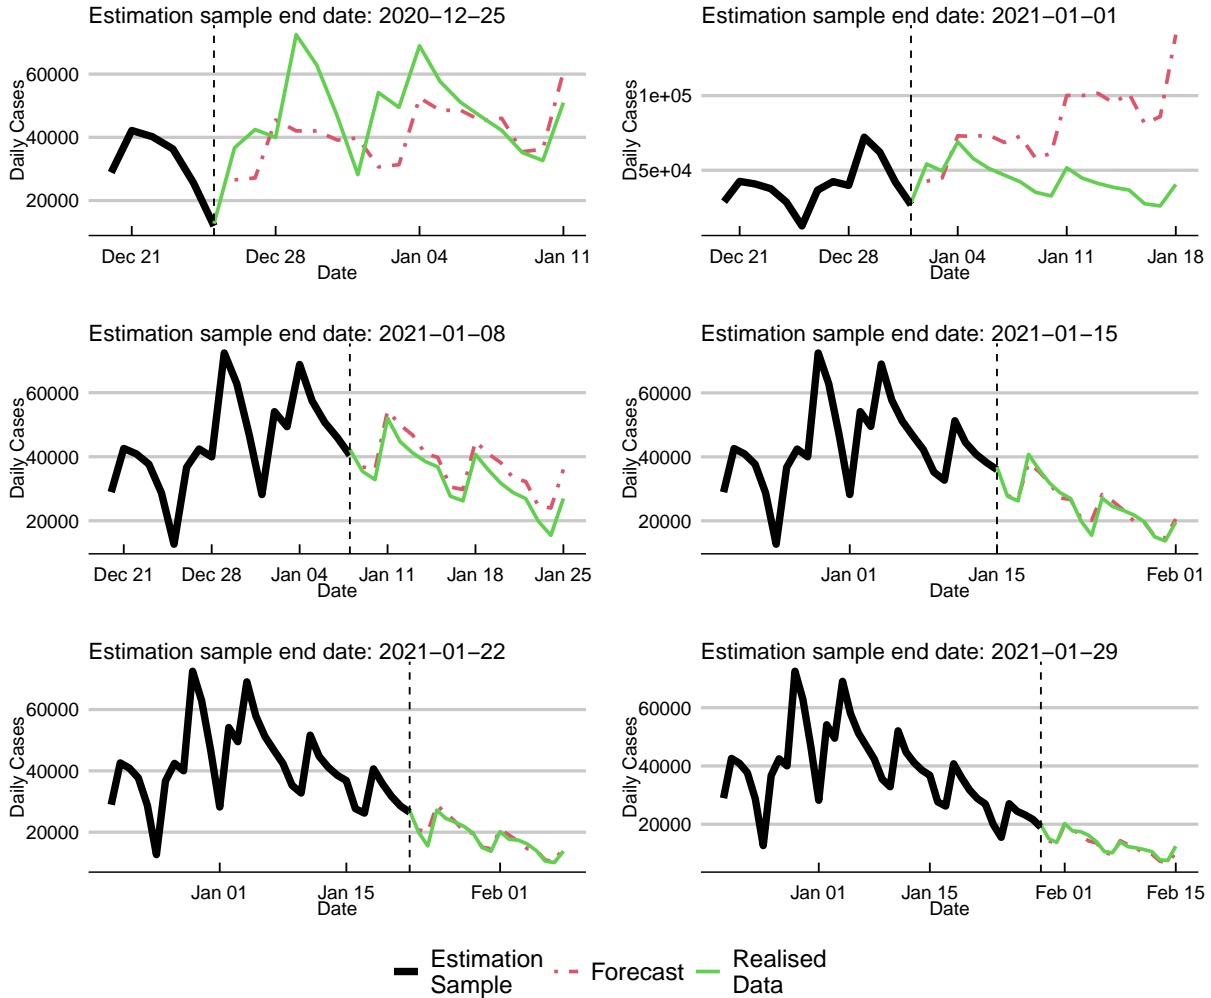 Estimation sample end date: 2020−12−25
Daily Cases
60000
40000
20000
Dec 21
Dec 28
Jan 04
Jan 11
Date
Estimation sample end date: 2021−01−01
Daily Cases
1e+05
5e+04
Dec 21
Dec 28
Jan 04
Jan 11
Jan 18
Date
Estimation sample end date: 2021−01−08
Daily Cases
60000
40000
20000
Dec 21
Dec 28
Jan 04
Jan 11
Jan 18
Jan 25
Date
Estimation sample end date: 2021−01−15
Daily Cases
60000
40000
20000
Jan 01
Jan 15
Feb 01
Date
Estimation sample end date: 2021−01−22
Daily Cases
60000
40000
20000
Jan 01
Jan 15
Feb 01
Date
Estimation sample end date: 2021−01−29
Daily Cases
60000
40000
20000
Jan 01
Jan 15
Feb 01
Feb 15
Date
Estimation
Sample
Forecast
Realised
Data